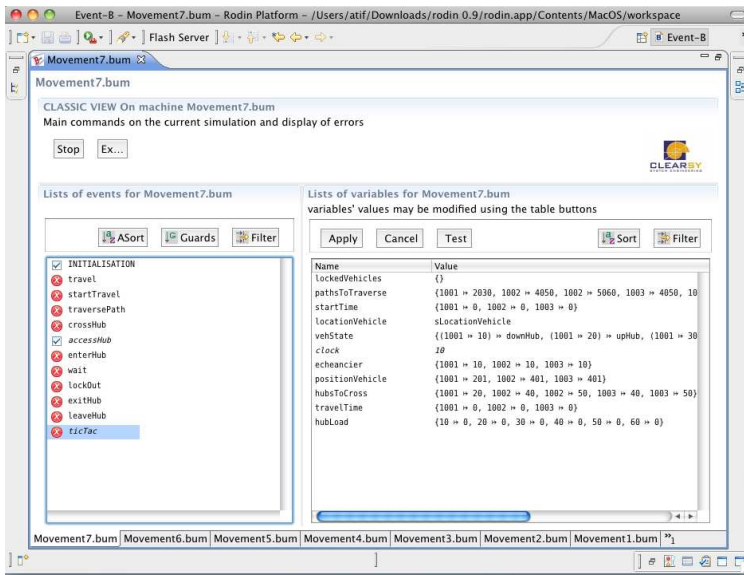 Event-B - Movement7.bum - Rodin Platform - /Users/atif/Downloads/rodin 0.9/rodin.app/Contents/MacOS/workspace
Flash Server
Event-B
Movement7.bum
Movement7.bum
CLASSIC VIEW On machine Movement7.bum
Main commands on the current simulation and display of errors
Stop Ex...
CLEARSY
SYSTEM ENGINEERING
Lists of events for Movement7.bum
ASort Guards Filter
INITIALISATION
travel
startTravel
traversePath
crossHub
accessHub
enterHub
wait
lockOut
exitHub
leaveHub
ticTac
Lists of variables for Movement7.bum
variables' values may be modified using the table buttons
Apply Cancel Test Sort Filter
Name Value
lockedVehicles {}
pathsToTraverse {1001 ↦ 2030, 1002 ↦ 4050, 1002 ↦ 5060, 1003 ↦ 4050, 10
startTime {1001 ↦ 0, 1002 ↦ 0, 1003 ↦ 0}
locationVehicle sLocationVehicle
vehState {(1001 ↦ 10) ↦ downHub, (1001 ↦ 20) ↦ upHub, (1001 ↦ 30
clock 10
echeancier {1001 ↦ 10, 1002 ↦ 10, 1003 ↦ 10}
positionVehicle {1001 ↦ 201, 1002 ↦ 401, 1003 ↦ 401}
hubsToCross {1001 ↦ 20, 1002 ↦ 40, 1002 ↦ 50, 1003 ↦ 40, 1003 ↦ 50}
travelTime {1001 ↦ 0, 1002 ↦ 0, 1003 ↦ 0}
hubLoad {10 ↦ 0, 20 ↦ 0, 30 ↦ 0, 40 ↦ 0, 50 ↦ 0, 60 ↦ 0}
Movement7.bum Movement6.bum Movement5.bum Movement4.bum Movement3.bum Movement2.bum Movement1.bum »1